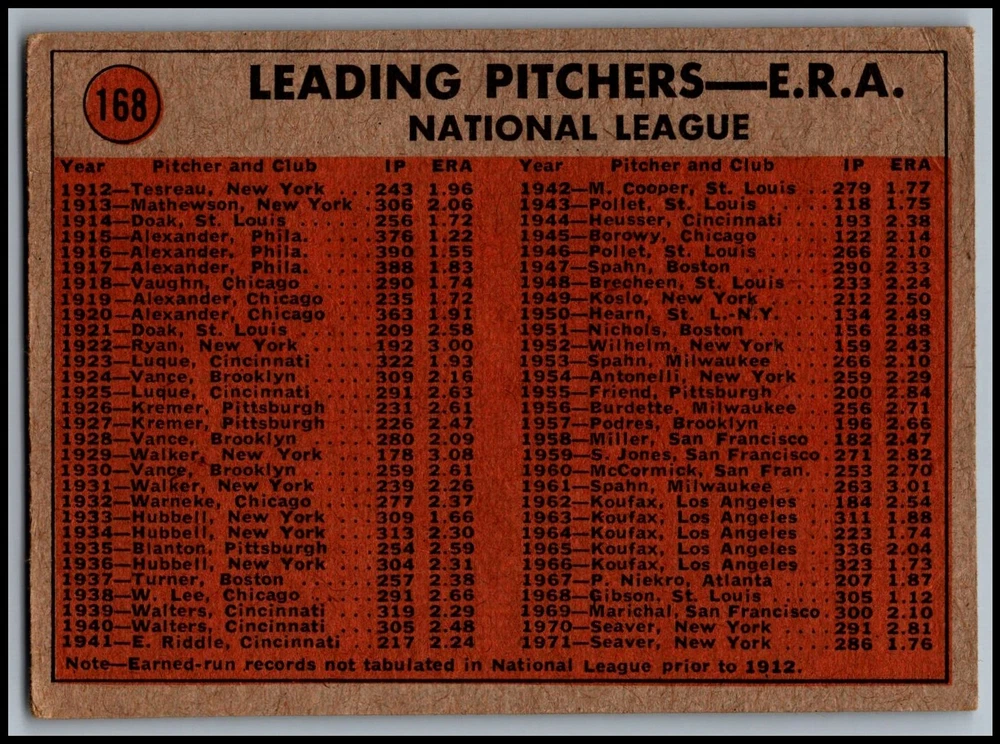 168
LEADING PITCHERS—E.R.A.
NATIONAL LEAGUE
Year Pitcher and Club IP ERA
1912—Tesreau, New York ... 243 1.96
1913—Mathewson, New York . 306 2.06
1914—Doak, St. Louis ..... 256 1.72
1915—Alexander, Phila. ... 376 1.22
1916—Alexander, Phila. ... 390 1.55
1917—Alexander, Phila. ... 388 1.83
1918—Vaughn, Chicago ..... 290 1.74
1919—Alexander, Chicago .. 235 1.72
1920—Alexander, Chicago .. 363 1.91
1921—Doak, St. Louis ..... 209 2.58
1922—Ryan, New York ...... 192 3.00
1923—Luque, Cincinnati ... 322 1.93
1924—Vance, Brooklyn ..... 309 2.16
1925—Luque, Cincinnati ... 291 2.63
1926—Kremer, Pittsburgh .. 231 2.61
1927—Kremer, Pittsburgh .. 226 2.47
1928—Vance, Brooklyn ..... 280 2.09
1929—Walker, New York .... 178 3.08
1930—Vance, Brooklyn ..... 259 2.61
1931—Walker, New York .... 239 2.26
1932—Warneke, Chicago .... 277 2.37
1933—Hubbell, New York ... 309 1.66
1934—Hubbell, New York ... 313 2.30
1935—Blanton, Pittsburgh . 254 2.59
1936—Hubbell, New York ... 304 2.31
1937—Turner, Boston ...... 257 2.38
1938—W. Lee, Chicago ..... 291 2.66
1939—Walters, Cincinnati . 319 2.29
1940—Walters, Cincinnati . 305 2.48
1941—E. Riddle, Cincinnati 217 2.24
Year Pitcher and Club IP ERA
1942—M. Cooper, St. Louis .. 279 1.77
1943—Pollet, St. Louis ..... 118 1.75
1944—Heusser, Cincinnati ... 193 2.38
1945—Borowy, Chicago ....... 122 2.14
1946—Pollet, St. Louis ..... 266 2.10
1947—Spahn, Boston ......... 290 2.33
1948—Brecheen, St. Louis ... 233 2.24
1949—Koslo, New York ....... 212 2.50
1950—Hearn, St. L.-N.Y. .... 134 2.49
1951—Nichols, Boston ....... 156 2.88
1952—Wilhelm, New York ..... 159 2.43
1953—Spahn, Milwaukee ...... 266 2.10
1954—Antonelli, New York ... 259 2.29
1955—Friend, Pittsburgh .... 200 2.84
1956—Burdette, Milwaukee ... 256 2.71
1957—Podres, Brooklyn ...... 196 2.66
1958—Miller, San Francisco . 182 2.47
1959—S. Jones, San Francisco . 271 2.82
1960—McCormick, San Fran. .. 253 2.70
1961—Spahn, Milwaukee ...... 263 3.01
1962—Koufax, Los Angeles ... 184 2.54
1963—Koufax, Los Angeles ... 311 1.88
1964—Koufax, Los Angeles ... 223 1.74
1965—Koufax, Los Angeles ... 336 2.04
1966—Koufax, Los Angeles ... 323 1.73
1967—P. Niekro, Atlanta .... 207 1.87
1968—Gibson, St. Louis ..... 305 1.12
1969—Marichal, San Francisco . 300 2.10
1970—Seaver, New York ...... 291 2.81
1971—Seaver, New York ...... 286 1.76
Note—Earned-run records not tabulated in National League prior to 1912.